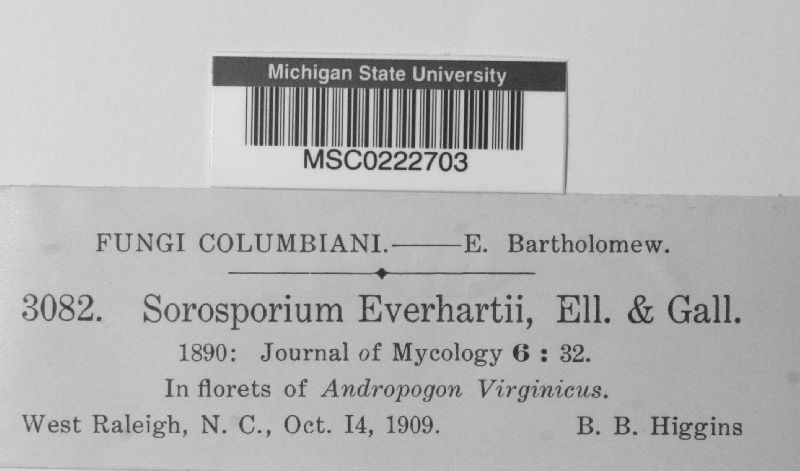 Michigan State University
MSC0222703
FUNGI COLUMBIANI.——E. Bartholomew.
3082. Sorosporium Everhartii, Ell. & Gall.
1890: Journal of Mycology 6 : 32.
In florets of Andropogon Virginicus.
West Raleigh, N. C., Oct. 14, 1909. B. B. Higgins